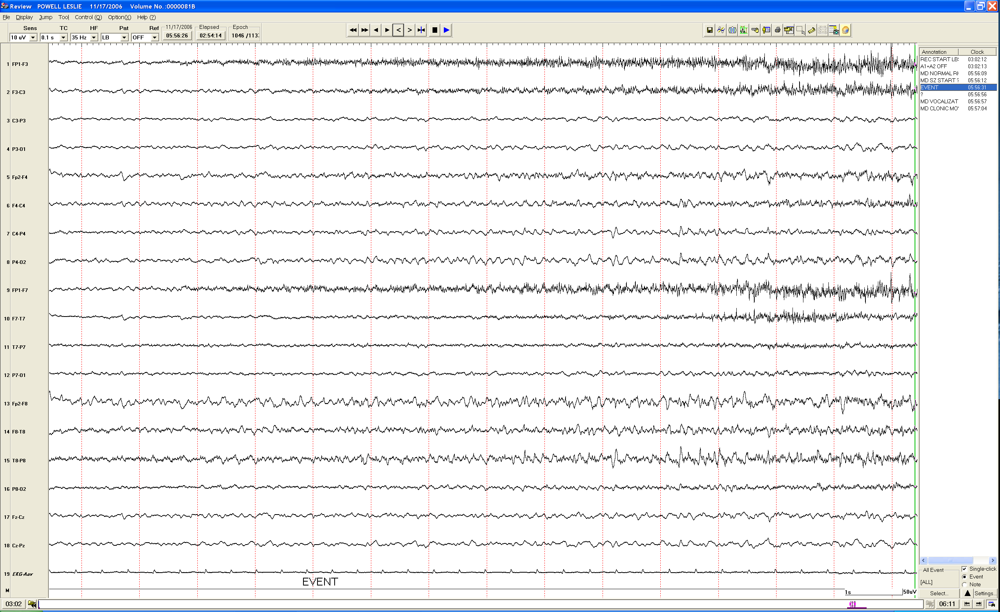 Review POWELL LESLIE 11/17/2006 Volume No.:0000081B
File Display Jump Tool Control (Q) Option(X) Help (?)
Sens TC HF Pat Ref 11/17/2006 Elapsed Epoch
10 uV 0.1 s 35 Hz LB OFF 05:56:26 02:54:14 1046 /113
Annotation Clock
REC START LB 03:02:12
A1+A2 OFF 03:02:13
MD NORMAL 05:56:09
MD SZ START ? 05:56:12
EVENT 05:56:31
? 05:56:56
MD VOCALIZAT 05:56:57
MD CLONIC MO 05:57:04
1 FP1-F3
2 F3-C3
3 C3-P3
4 P3-O1
5 Fp2-F4
6 F4-C4
7 C4-P4
8 P4-O2
9 FP1-F7
10 F7-T7
11 T7-P7
12 P7-O1
13 Fp2-F8
14 F8-T8
15 T8-P8
16 P8-O2
17 Fz-Cz
18 Cz-Pz
19 EKG-Aav
EVENT
M
1s 50uV
All Event
[ALL]
Single-click
Event
Note
Select... Settings...
03:02 06:11